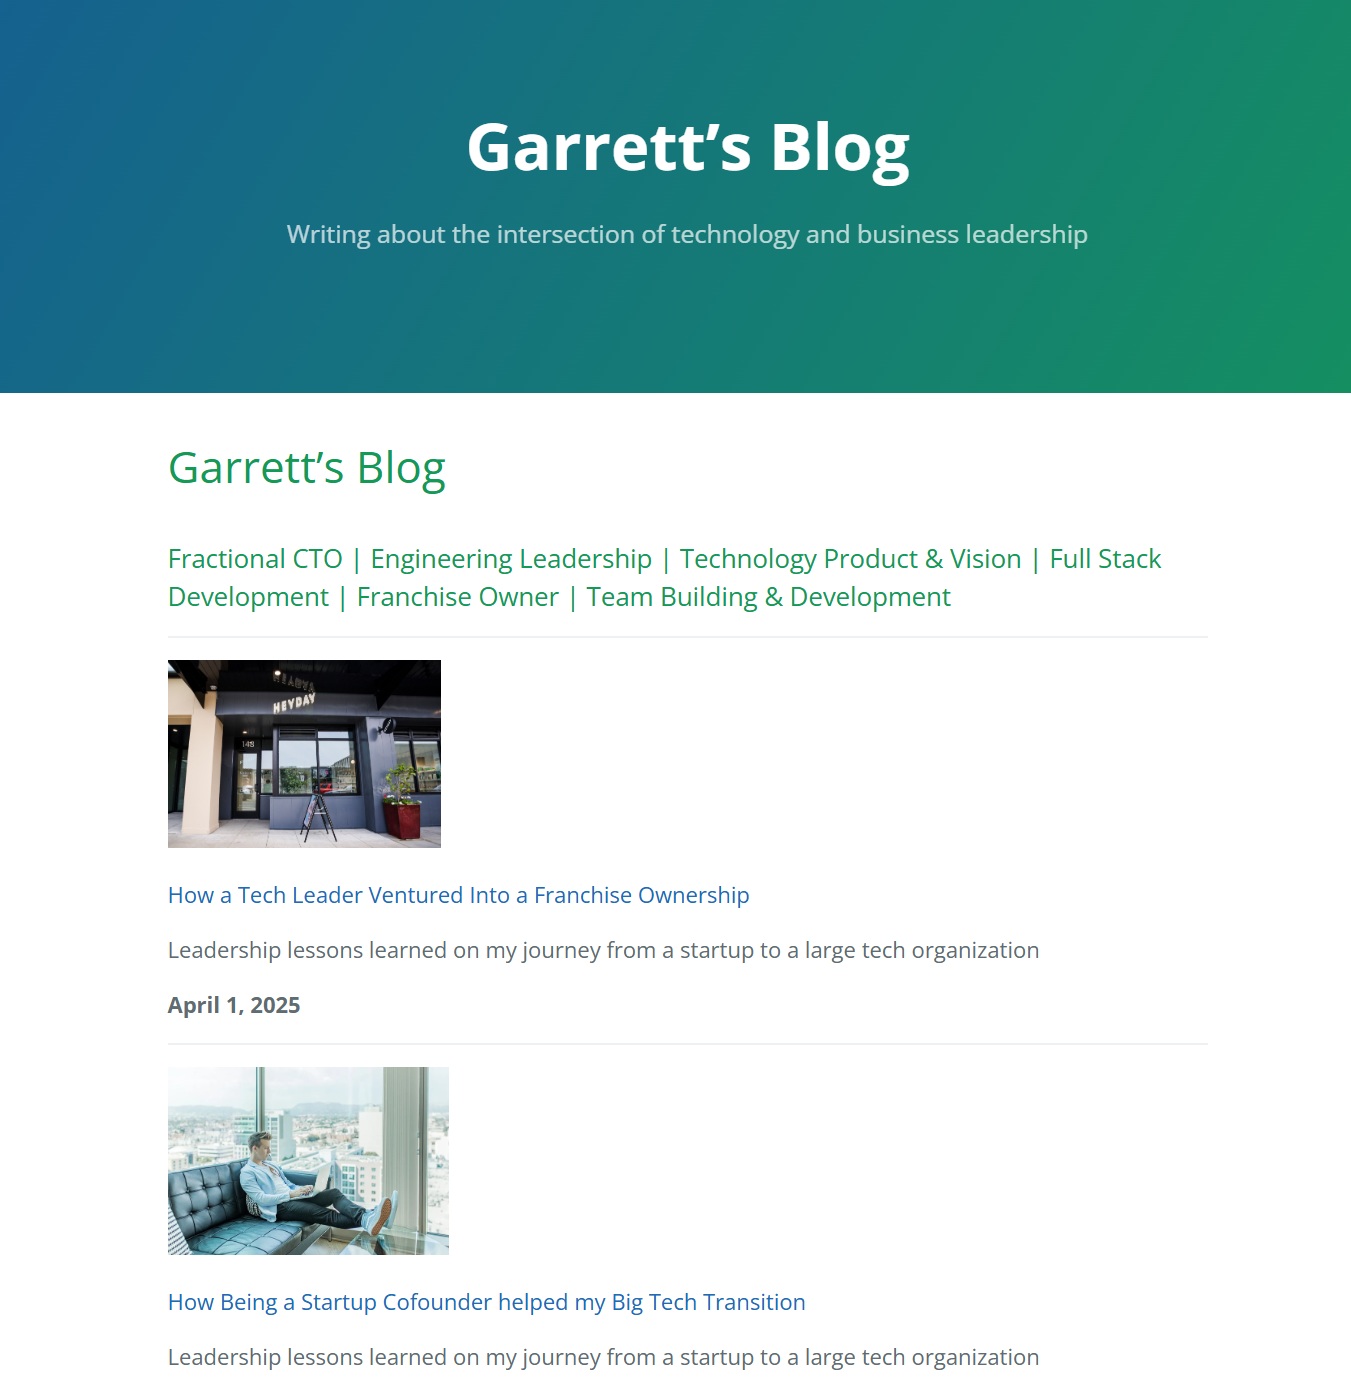 Garrett’s Blog
Writing about the intersection of technology and business leadership
Garrett’s Blog
Fractional CTO | Engineering Leadership | Technology Product & Vision | Full Stack
Development | Franchise Owner | Team Building & Development
HEYDAY
148
How a Tech Leader Ventured Into a Franchise Ownership
Leadership lessons learned on my journey from a startup to a large tech organization
April 1, 2025
How Being a Startup Cofounder helped my Big Tech Transition
Leadership lessons learned on my journey from a startup to a large tech organization